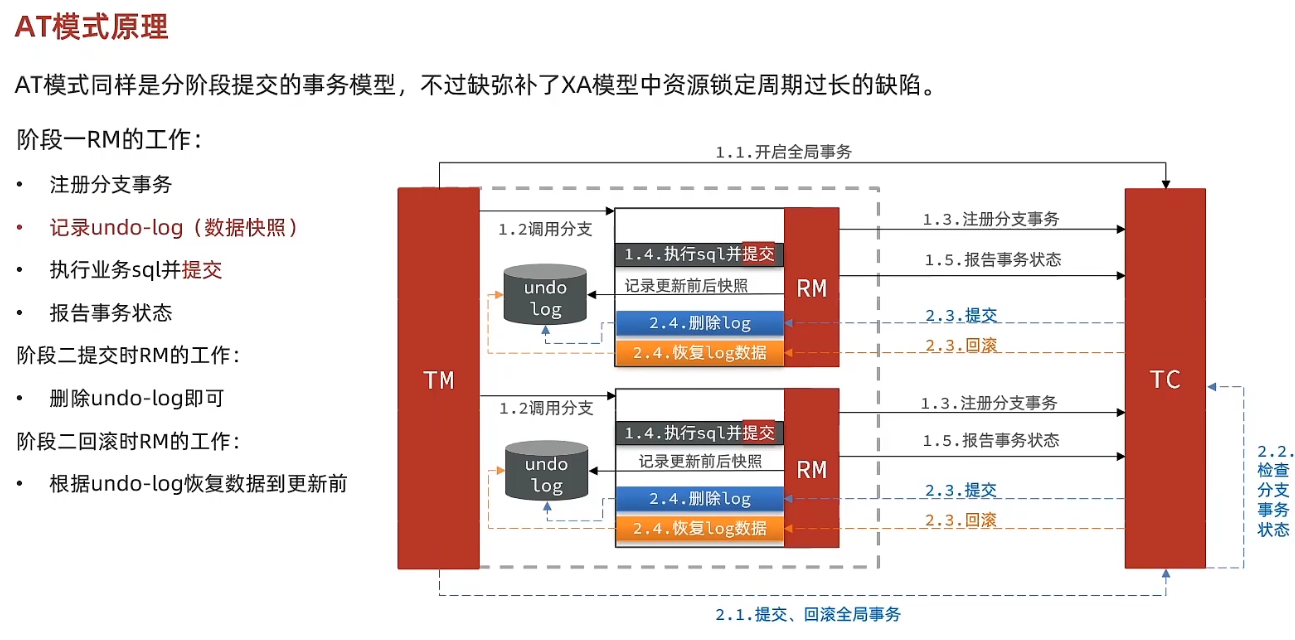 AT模式原理
AT模式同样是分阶段提交的事务模型，不过缺弥补了XA模型中资源锁定周期过长的缺陷。
阶段一RM的工作：
• 注册分支事务
• 记录undo-log（数据快照）
• 执行业务sql并提交
• 报告事务状态
阶段二提交时RM的工作：
• 删除undo-log即可
阶段二回滚时RM的工作：
• 根据undo-log恢复数据到更新前
1.1.开启全局事务
TM
1.2调用分支
1.4.执行sql并提交
undo
log
记录更新前后快照
2.4.删除log
2.4.恢复log数据
RM
1.3.注册分支事务
1.5.报告事务状态
2.3.提交
2.3.回滚
1.2调用分支
1.4.执行sql并提交
undo
log
记录更新前后快照
2.4.删除log
2.4.恢复log数据
RM
1.3.注册分支事务
1.5.报告事务状态
2.3.提交
2.3.回滚
TC
2.2.
检查
分支
事务
状态
2.1.提交、回滚全局事务